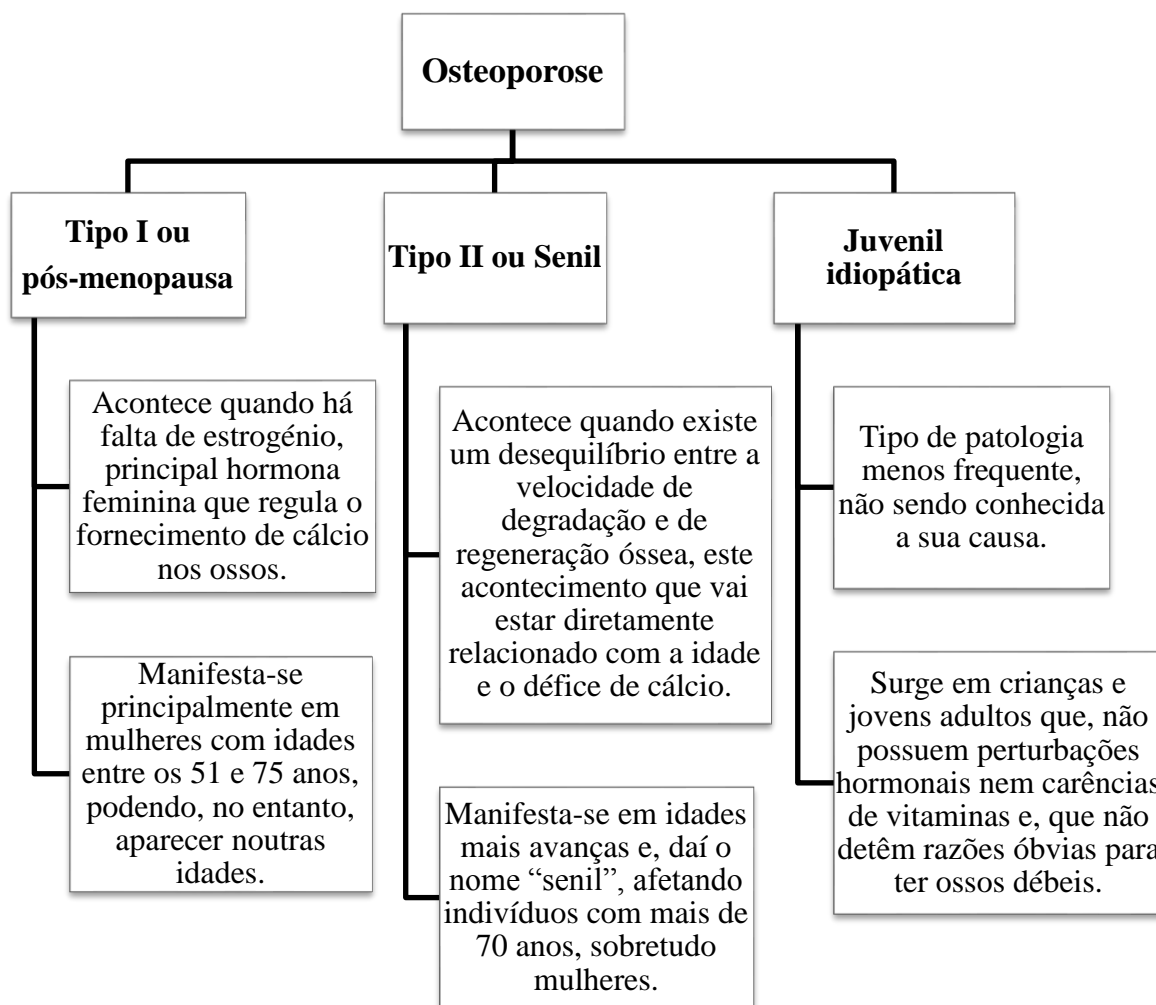 Osteoporose
Tipo I ou
pós-menopausa
Tipo II ou Senil
Juvenil
idiopática
Acontece quando há
falta de estrogénio,
principal hormona
feminina que regula o
fornecimento de cálcio
nos ossos.
Manifesta-se
principalmente em
mulheres com idades
entre os 51 e 75 anos,
podendo, no entanto,
aparecer noutras
idades.
Acontece quando existe
um desequilíbrio entre a
velocidade de
degradação e de
regeneração óssea, este
acontecimento que vai
estar diretamente
relacionado com a idade
e o défice de cálcio.
Manifesta-se em idades
mais avanças e, daí o
nome “senil”, afetando
indivíduos com mais de
70 anos, sobretudo
mulheres.
Tipo de patologia
menos frequente,
não sendo conhecida
a sua causa.
Surge em crianças e
jovens adultos que, não
possuem perturbações
hormonais nem carências
de vitaminas e, que não
detêm razões óbvias para
ter ossos débeis.